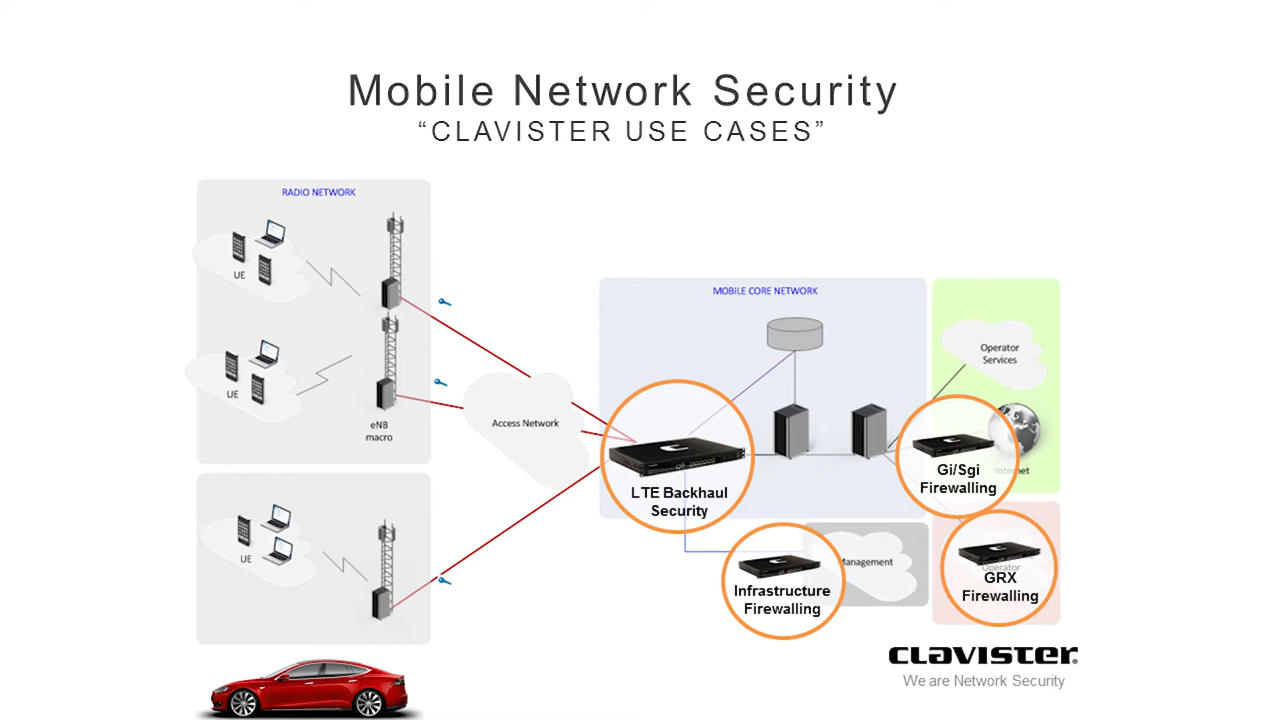 Mobile Network Security
“CLAVISTER USE CASES”
RADIO NETWORK
UE
UE
eNB
macro
UE
Access Network
MOBILE CORE NETWORK
LTE Backhaul
Security
Operator
Services
Internet
Gi/Sgi
Firewalling
Management
Infrastructure
Firewalling
Operator
GRX
Firewalling
CLAVISTER
We are Network Security